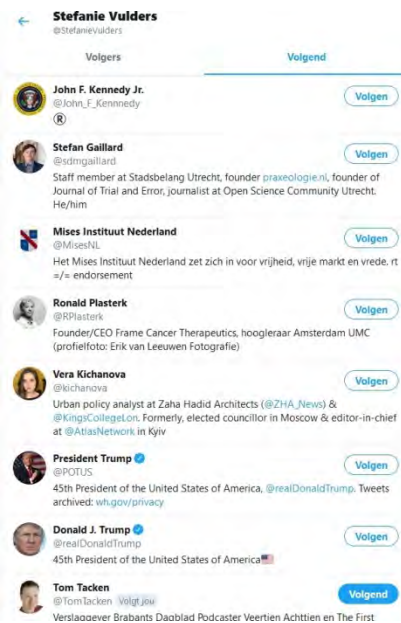 Stefanie Vulders
@Stefanievulders
Volgers
Volgend
John F. Kennedy Jr.
@John_F_Kennnedy
Volgen
®
Stefan Gaillard
@sdmgaillard
Volgen
Staff member at Stadsbelang Utrecht, founder praxeologie.nl, founder of
Journal of Trial and Error, journalist at Open Science Community Utrecht.
He/him
Mises Instituut Nederland
@MisesNL
Volgen
Het Mises Instituut Nederland zet zich in voor vrijheid, vrije markt en vrede. rt
=/= endorsement
Ronald Plasterk
@RPlasterk
Volgen
Founder/CEO Frame Cancer Therapeutics, hoogleraar Amsterdam UMC
(profielfoto: Erik van Leeuwen Fotografie)
Vera Kichanova
@kichanova
Volgen
Urban policy analyst at Zaha Hadid Architects (@ZHA_News) &
@KingsCollegeLon. Formerly, elected councillor in Moscow & editor-in-chief
at @AtlasNetwork in Kyiv
President Trump
@POTUS
Volgen
45th President of the United States of America, @realDonaldTrump. Tweets
archived: wh.gov/privacy
Donald J. Trump
@realDonaldTrump
Volgen
45th President of the United States of America🇺🇸
Tom Tacken
@TomTacken Volgt jou
Volgend
Verslaggever Brabants Dagblad Podcaster Veertien Achttien en The First